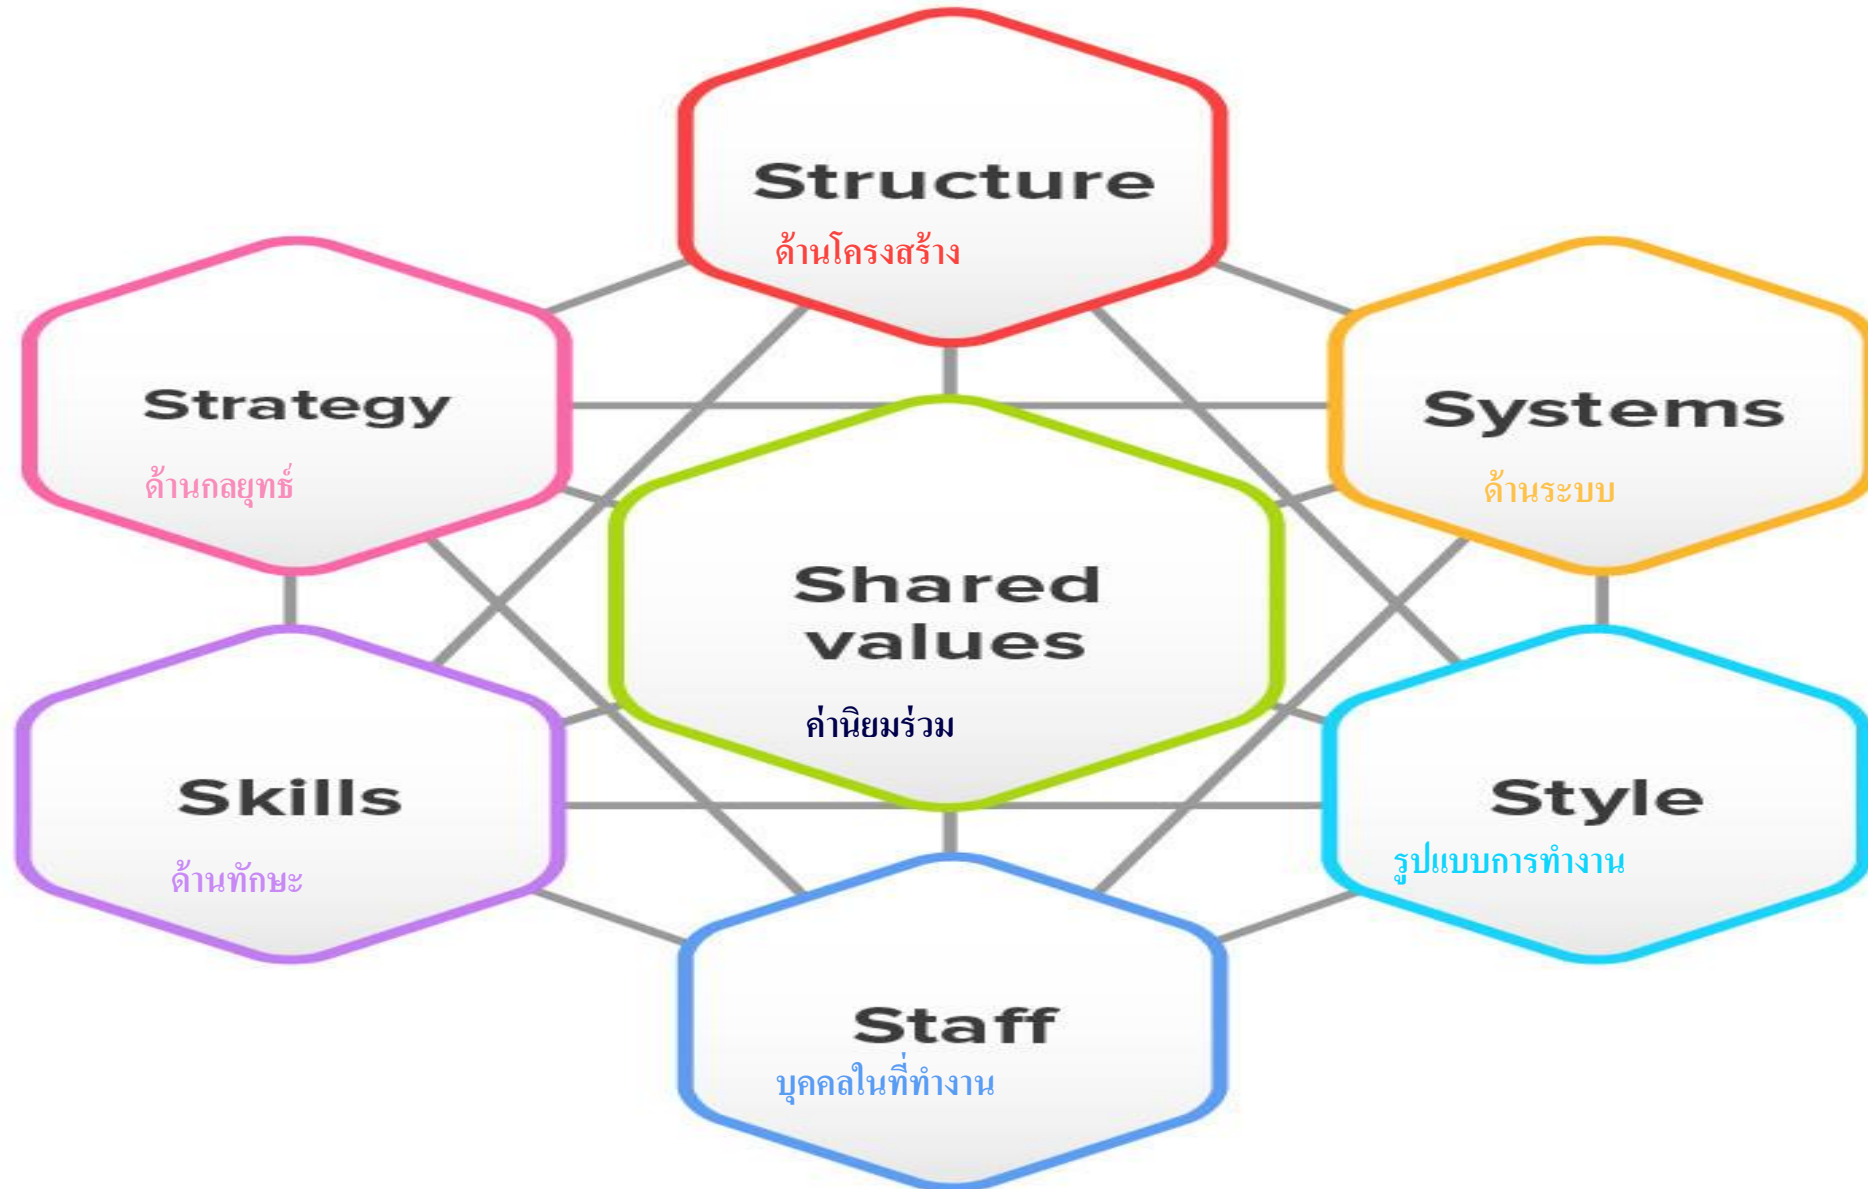 Structure
ด้านโครงสร้าง
Strategy
ด้านกลยุทธ์
Systems
ด้านระบบ
Shared
values
ค่านิยมร่วม
Skills
ด้านทักษะ
Style
รูปแบบการทำงาน
Staff
บุคคลในที่ทำงาน